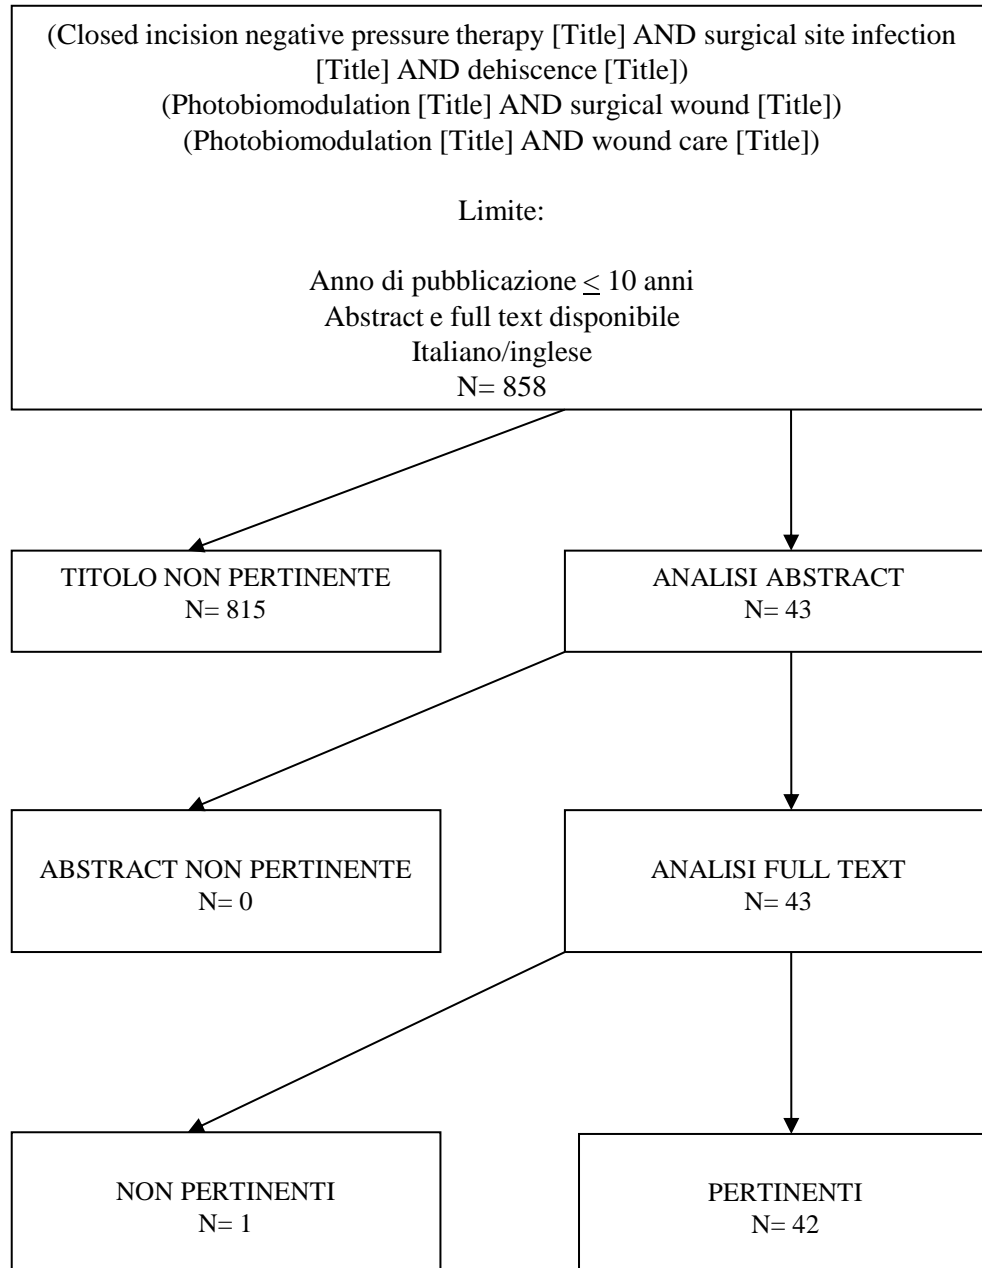 (Closed incision negative pressure therapy [Title] AND surgical site infection
[Title] AND dehiscence [Title])
(Photobiomodulation [Title] AND surgical wound [Title])
(Photobiomodulation [Title] AND wound care [Title])
Limite:
Anno di pubblicazione ≤ 10 anni
Abstract e full text disponibile
Italiano/inglese
N= 858
TITOLO NON PERTINENTE
N= 815
ANALISI ABSTRACT
N= 43
ABSTRACT NON PERTINENTE
N= 0
ANALISI FULL TEXT
N= 43
NON PERTINENTI
N= 1
PERTINENTI
N= 42